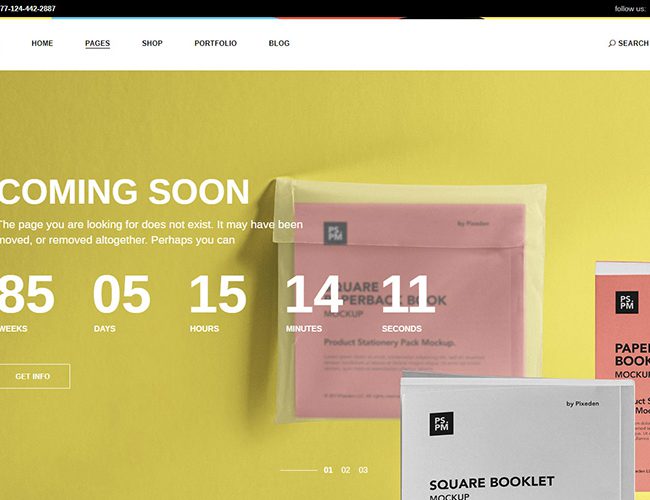 77-124-442-2887
follow us:
HOME PAGES SHOP PORTFOLIO BLOG SEARCH
COMING SOON
The page you are looking for does not exist. It may have been
moved, or removed altogether. Perhaps you can
85 05 15 14 11
WEEKS DAYS HOURS MINUTES SECONDS
GET INFO
01 02 03
PS.
PM
by Pixeden
SQUARE
PAPERBACK BOOK
MOCKUP
Product Stationery Pack Mockup.
PS.
PM
PAPE
BOOK
MOCKUP
PS.
PM
by Pixeden
SQUARE BOOKLET
MOCKUP